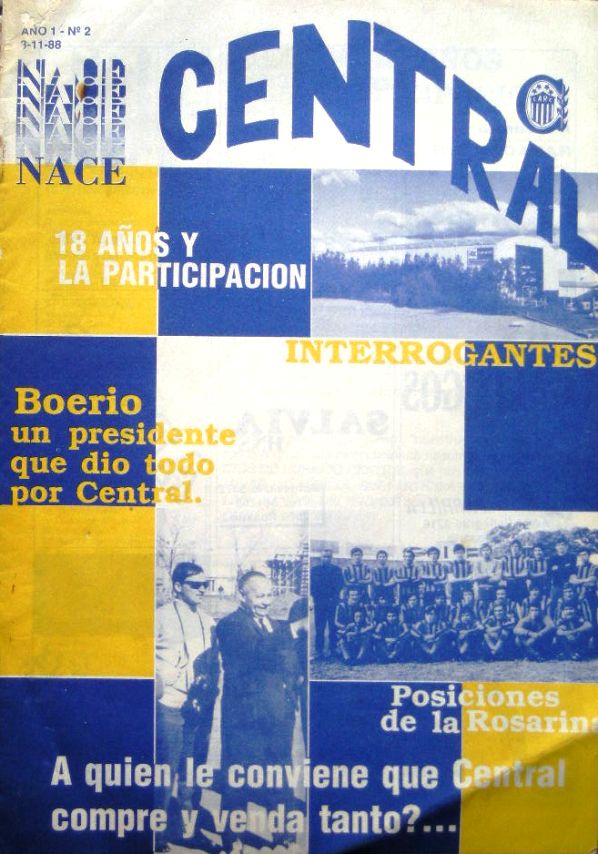 AÑO 1 - Nº 2
3-11-88
NACE
NACE
CENTRAL
C.A.R.C.
18 AÑOS Y
LA PARTICIPACION
INTERROGANTES
Boerio
un presidente
que dio todo
por Central.
SALVIA
Posiciones
de la Rosarina
A quien le conviene que Central
compre y venda tanto?...